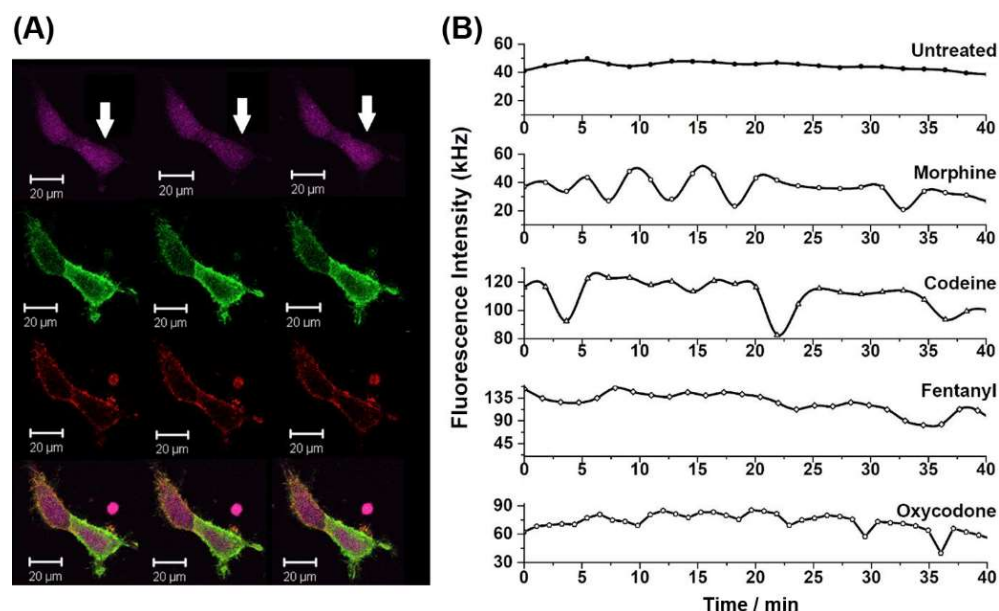 (A)
20 µm 20 µm 20 µm
20 µm 20 µm 20 µm
20 µm 20 µm 20 µm
20 µm 20 µm 20 µm
(B)
Fluorescence Intensity (kHz)
Untreated
60
40
20
0 5 10 15 20 25 30 35 40
Morphine
60
40
20
0 5 10 15 20 25 30 35 40
Codeine
120
100
80
0 5 10 15 20 25 30 35 40
Fentanyl
135
90
45
0 5 10 15 20 25 30 35 40
Oxycodone
90
60
30
0 5 10 15 20 25 30 35 40
Time / min